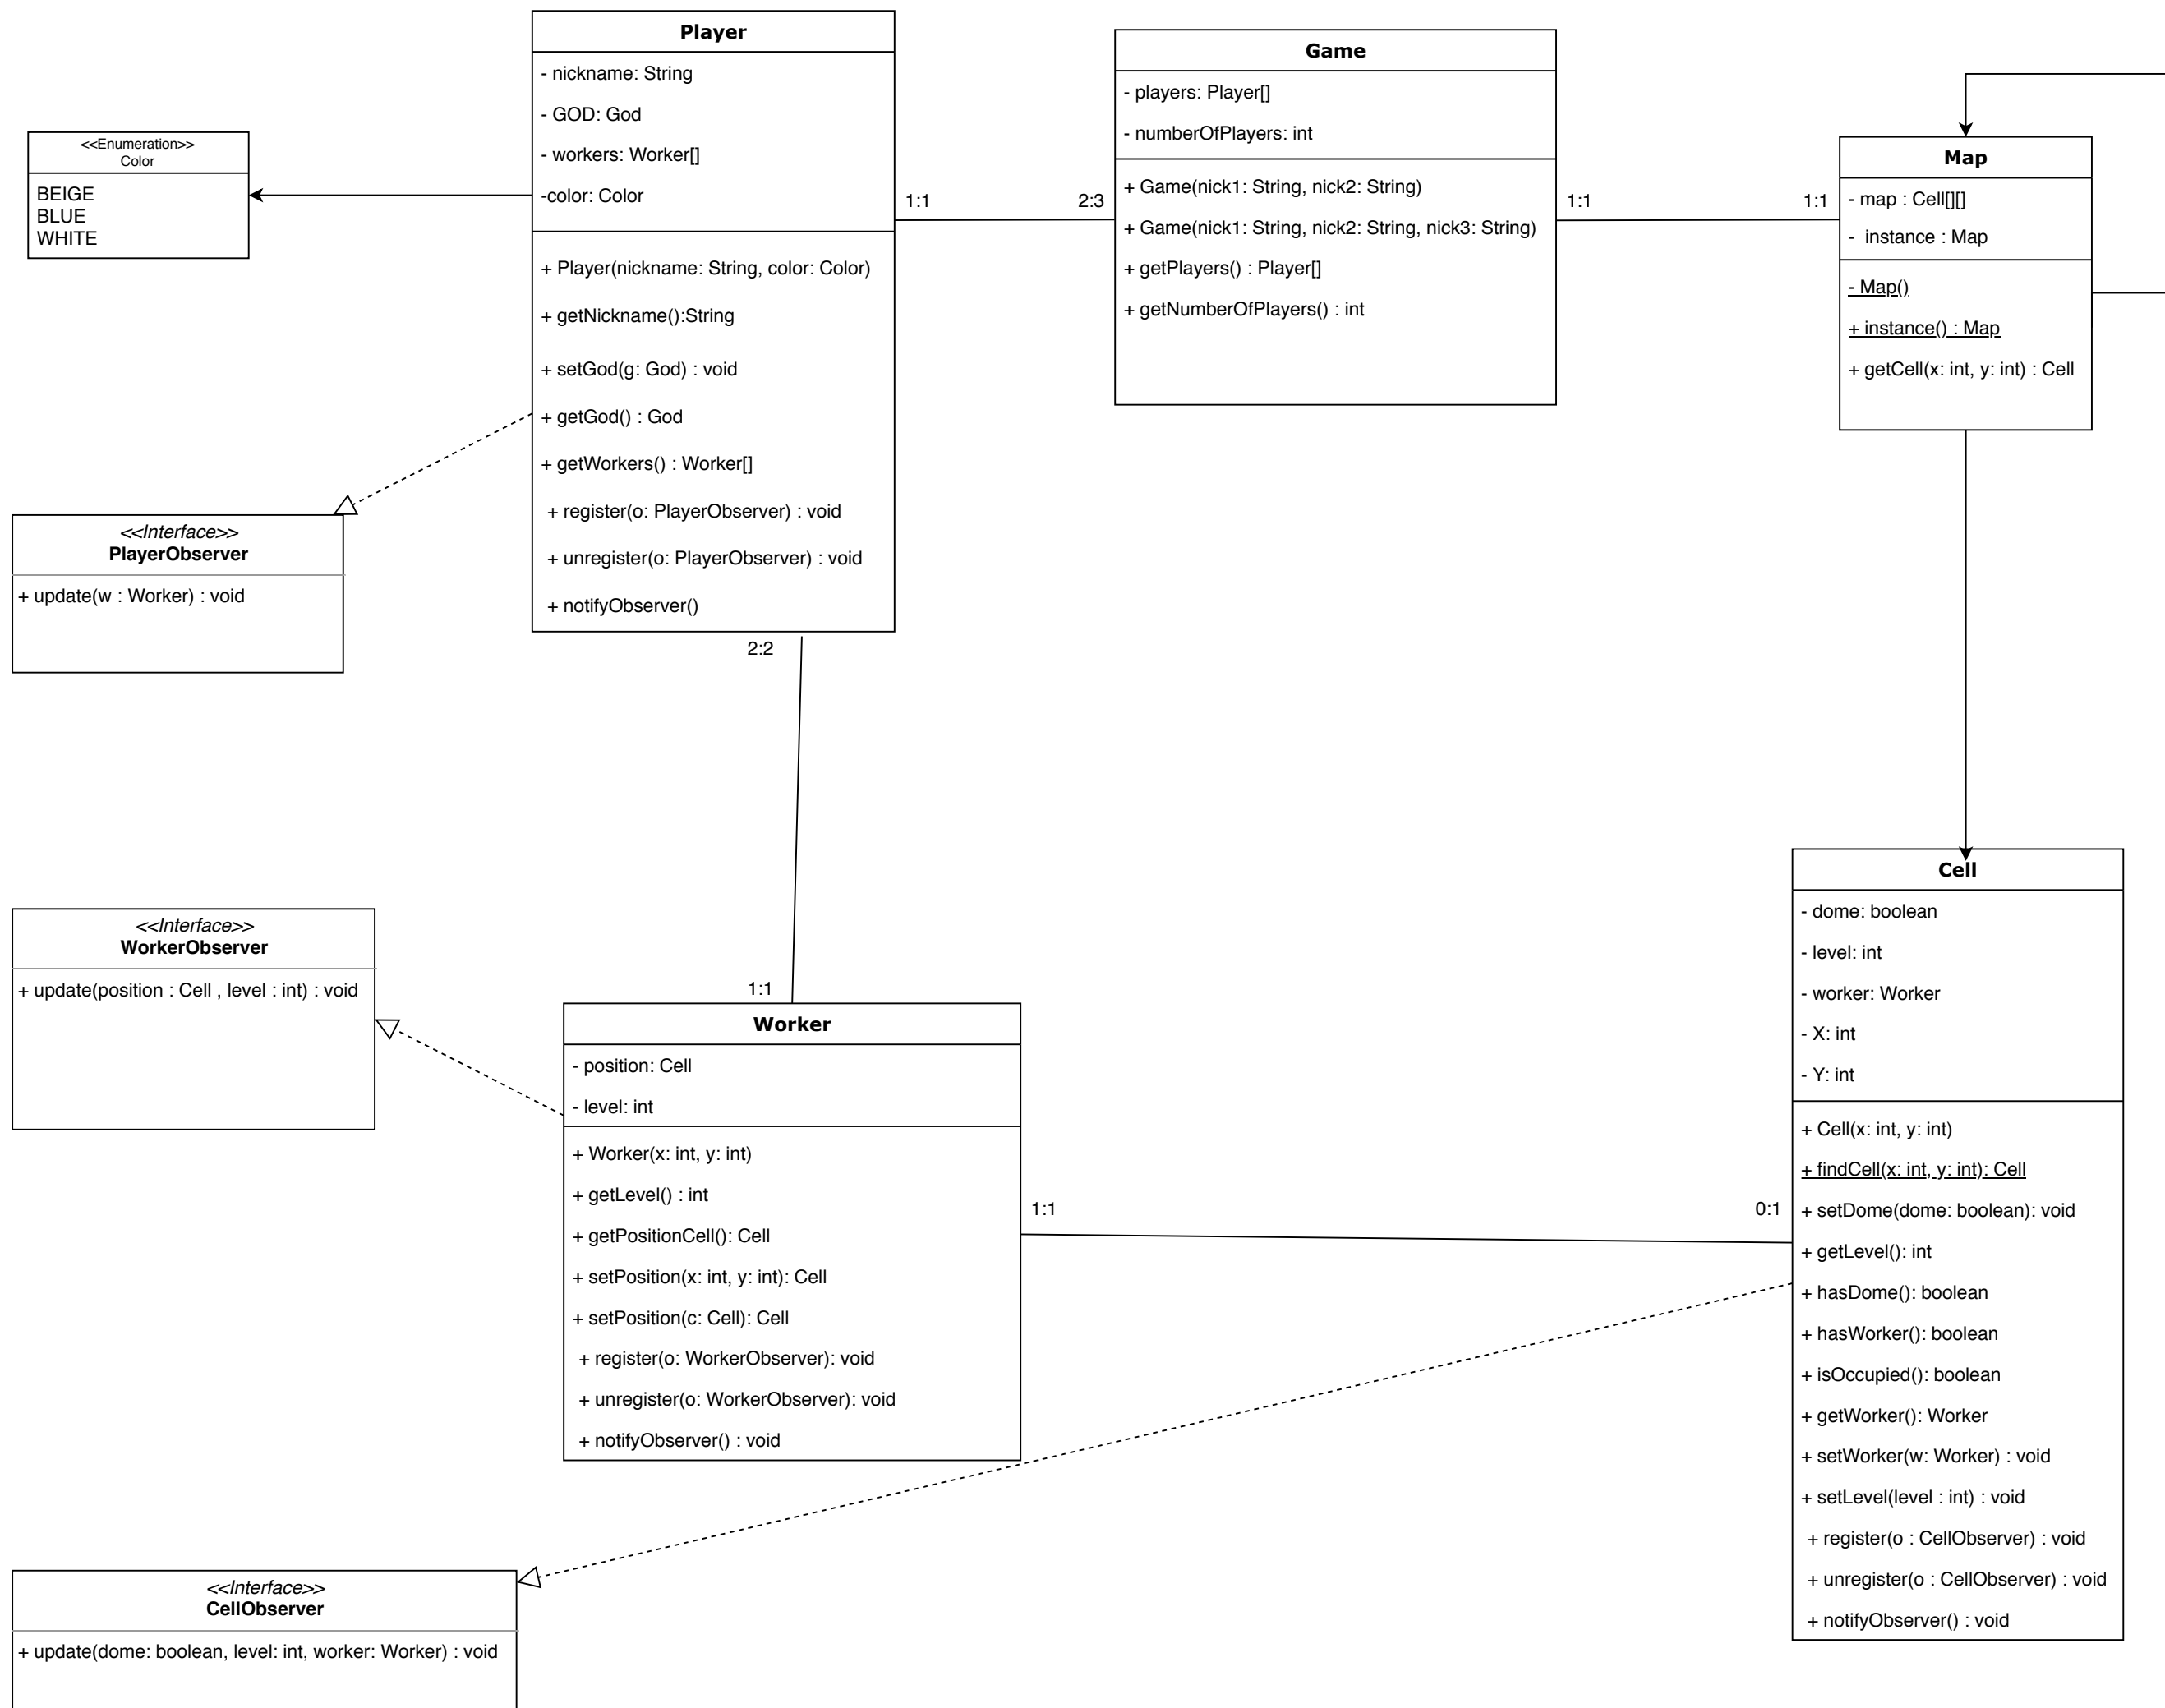 Player
- nickname: String
- GOD: God
- workers: Worker[]
-color: Color
+ Player(nickname: String, color: Color)
+ getNickname():String
+ setGod(g: God) : void
+ getGod() : God
+ getWorkers() : Worker[]
+ register(o: PlayerObserver) : void
+ unregister(o: PlayerObserver) : void
+ notifyObserver()
Game
- players: Player[]
- numberOfPlayers: int
+ Game(nick1: String, nick2: String)
+ Game(nick1: String, nick2: String, nick3: String)
+ getPlayers() : Player[]
+ getNumberOfPlayers() : int
Map
- map : Cell[][]
- instance : Map
- Map()
+ instance() : Map
+ getCell(x: int, y: int) : Cell
<<Enumeration>>
Color
BEIGE
BLUE
WHITE
1:1
2:3
1:1
1:1
<<Interface>>
PlayerObserver
+ update(w : Worker) : void
2:2
1:1
<<Interface>>
WorkerObserver
+ update(position : Cell , level : int) : void
Worker
- position: Cell
- level: int
+ Worker(x: int, y: int)
+ getLevel() : int
+ getPositionCell(): Cell
+ setPosition(x: int, y: int): Cell
+ setPosition(c: Cell): Cell
+ register(o: WorkerObserver): void
+ unregister(o: WorkerObserver): void
+ notifyObserver() : void
1:1
0:1
Cell
- dome: boolean
- level: int
- worker: Worker
- X: int
- Y: int
+ Cell(x: int, y: int)
+ findCell(x: int, y: int): Cell
+ setDome(dome: boolean): void
+ getLevel(): int
+ hasDome(): boolean
+ hasWorker(): boolean
+ isOccupied(): boolean
+ getWorker(): Worker
+ setWorker(w: Worker) : void
+ setLevel(level : int) : void
+ register(o : CellObserver) : void
+ unregister(o : CellObserver) : void
+ notifyObserver() : void
<<Interface>>
CellObserver
+ update(dome: boolean, level: int, worker: Worker) : void